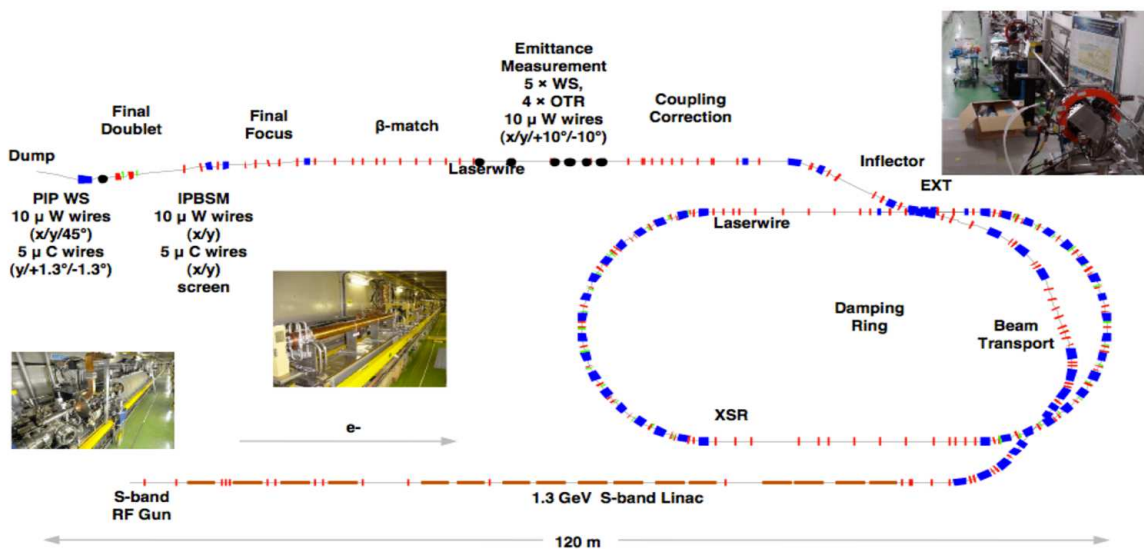 Emittance
Measurement
5 × WS,
4 × OTR
10 µ W wires
(x/y/+10°/-10°)
Final
Doublet
Final
Focus
β-match
Coupling
Correction
Dump
Laserwire
Inflector
EXT
PIP WS
10 µ W wires
(x/y/45°)
5 µ C wires
(y/+1.3°/-1.3°)
IPBSM
10 µ W wires
(x/y)
5 µ C wires
(x/y)
screen
Laserwire
Damping
Ring
Beam
Transport
XSR
e-
S-band
RF Gun
1.3 GeV S-band Linac
120 m